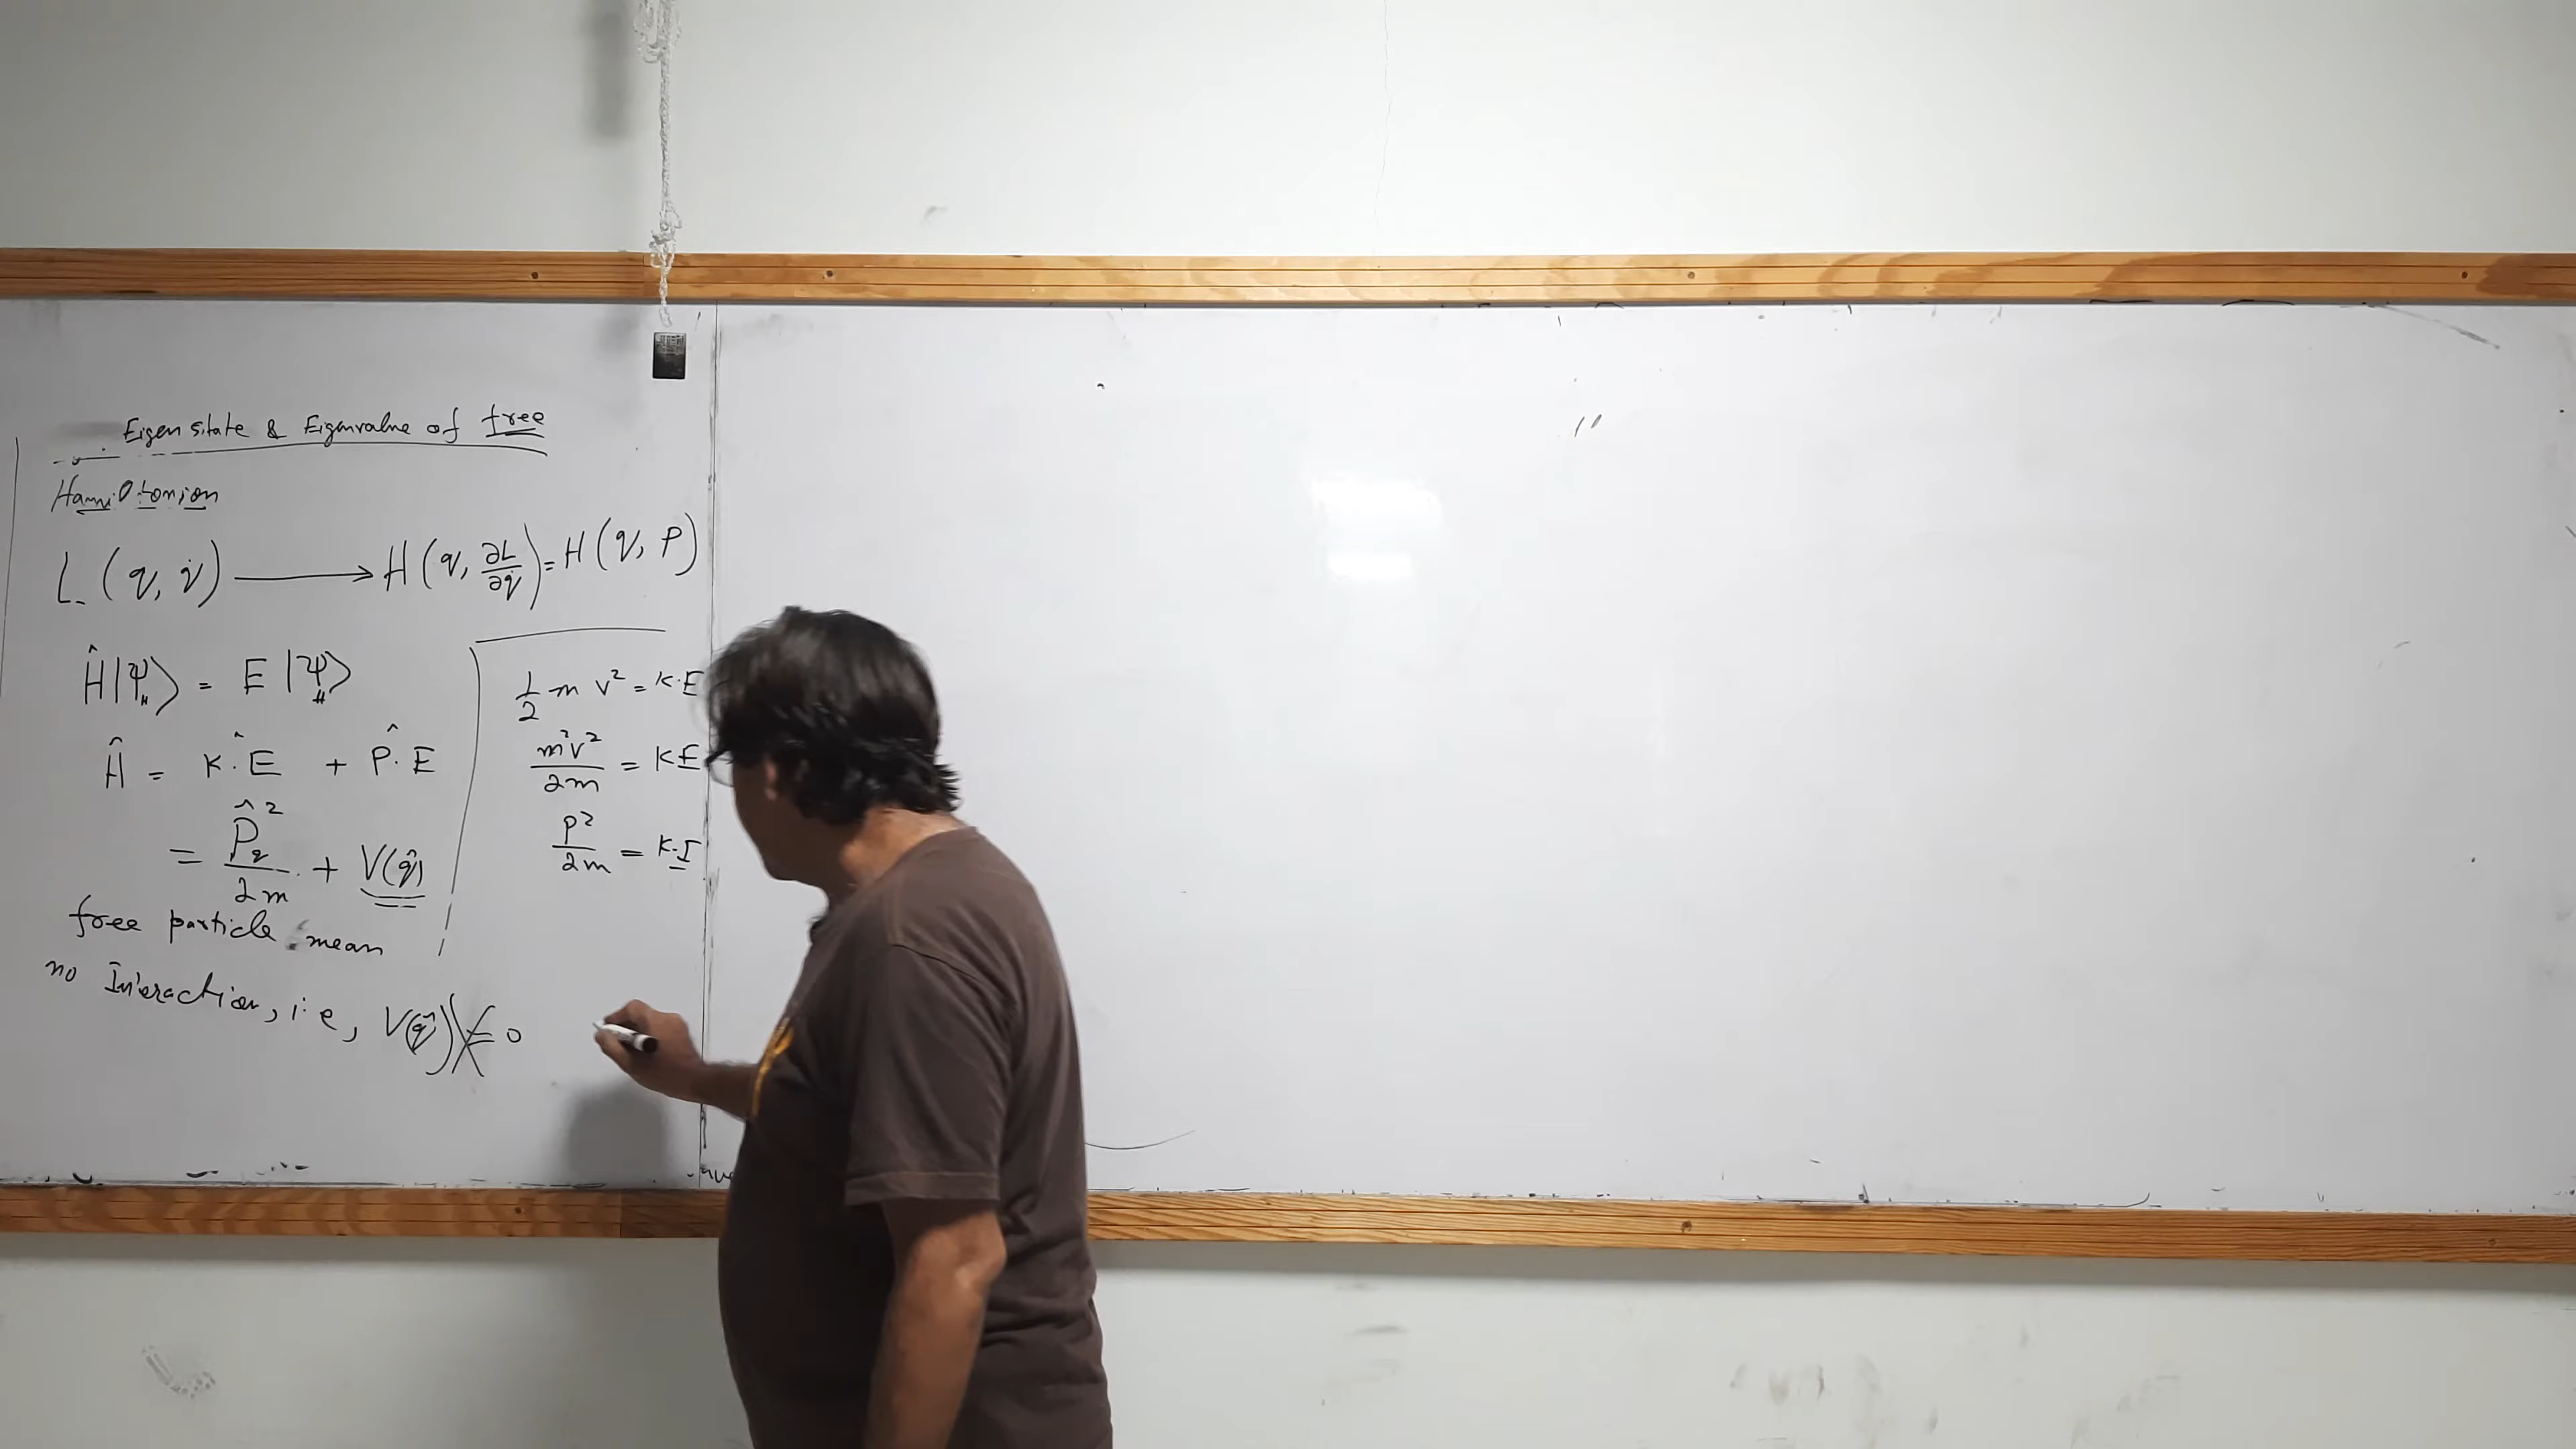 Eigen state & Eigenvalue of free
Hamiltonian
L (q, q̇) ⟶ H (q, ∂L/∂q̇) = H (q, P)
Ĥ|Ψ_H⟩ = E |Ψ_H⟩
Ĥ = K.Ê + P̂.E
= P̂_q²/2m + V(q̂)
free particle mean
no Interaction, i.e, V(q̂) = 0
1/2 m v² = K.E
m²v²/2m = KE
P²/2m = K.E